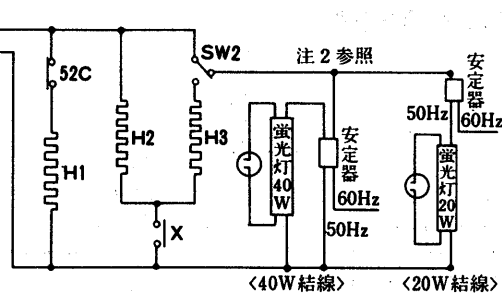 SW2
注2参照
52C
H1
H2
H3
X
蛍光灯40W
安定器
60Hz
50Hz
安定器
50Hz
60Hz
蛍光灯20W
〈40W結線〉
〈20W結線〉